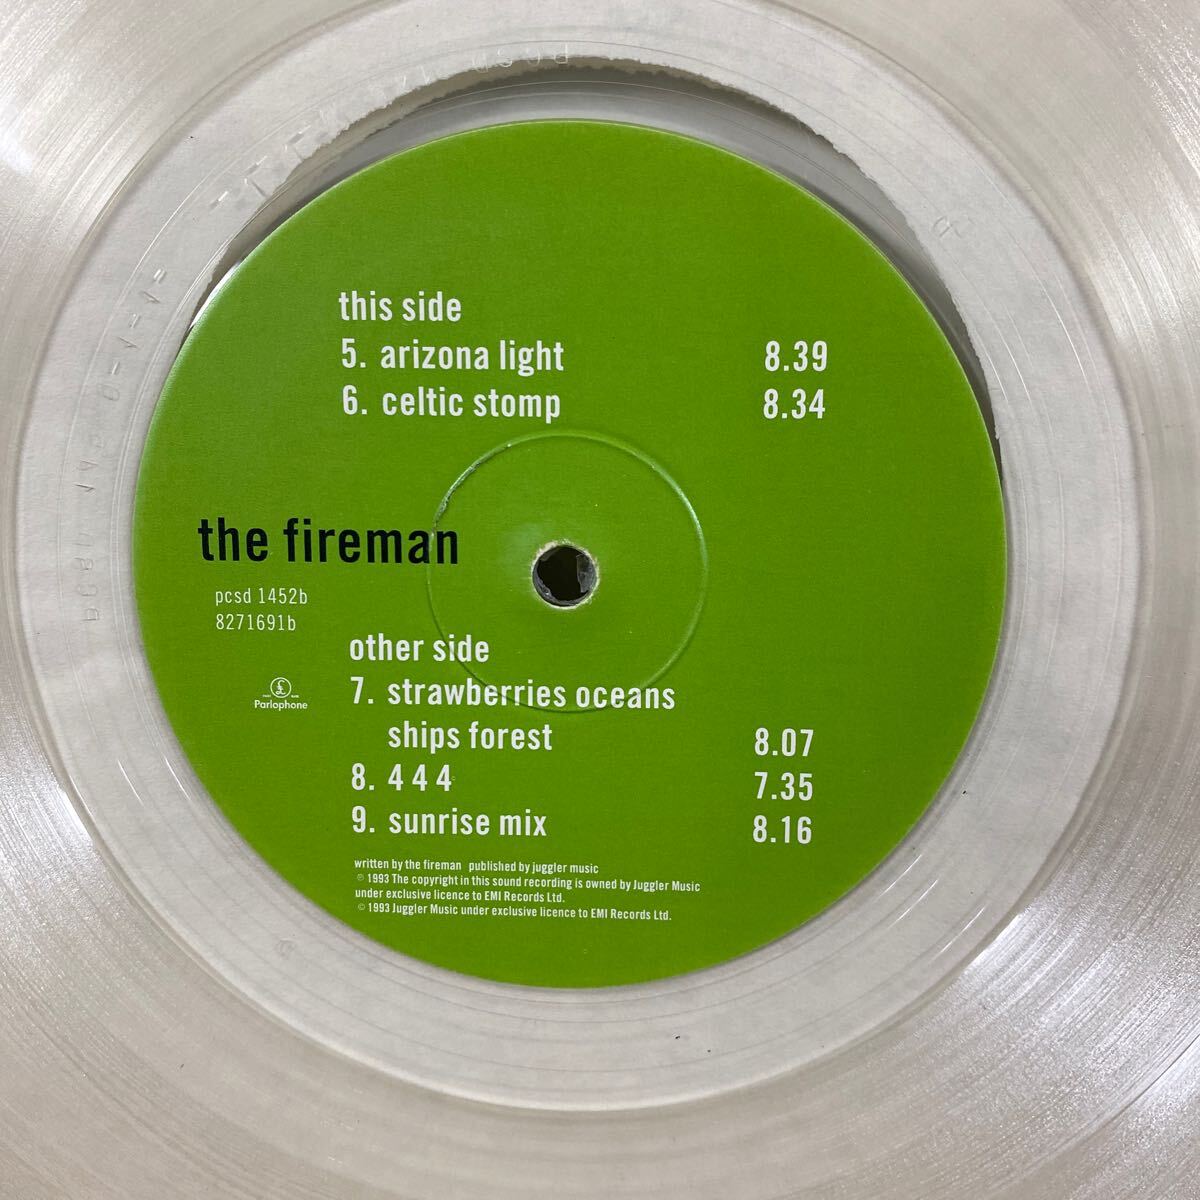 this side
5. arizona light 8.39
6. celtic stomp 8.34
the fireman
pcsd 1452b
8271691b
Parlophone
other side
7. strawberries oceans
ships forest 8.07
8. 4 4 4 7.35
9. sunrise mix 8.16
written by the fireman published by juggler music
℗ 1993 The copyright in this sound recording is owned by Juggler Music
under exclusive licence to EMI Records Ltd.
© 1993 Juggler Music under exclusive licence to EMI Records Ltd.